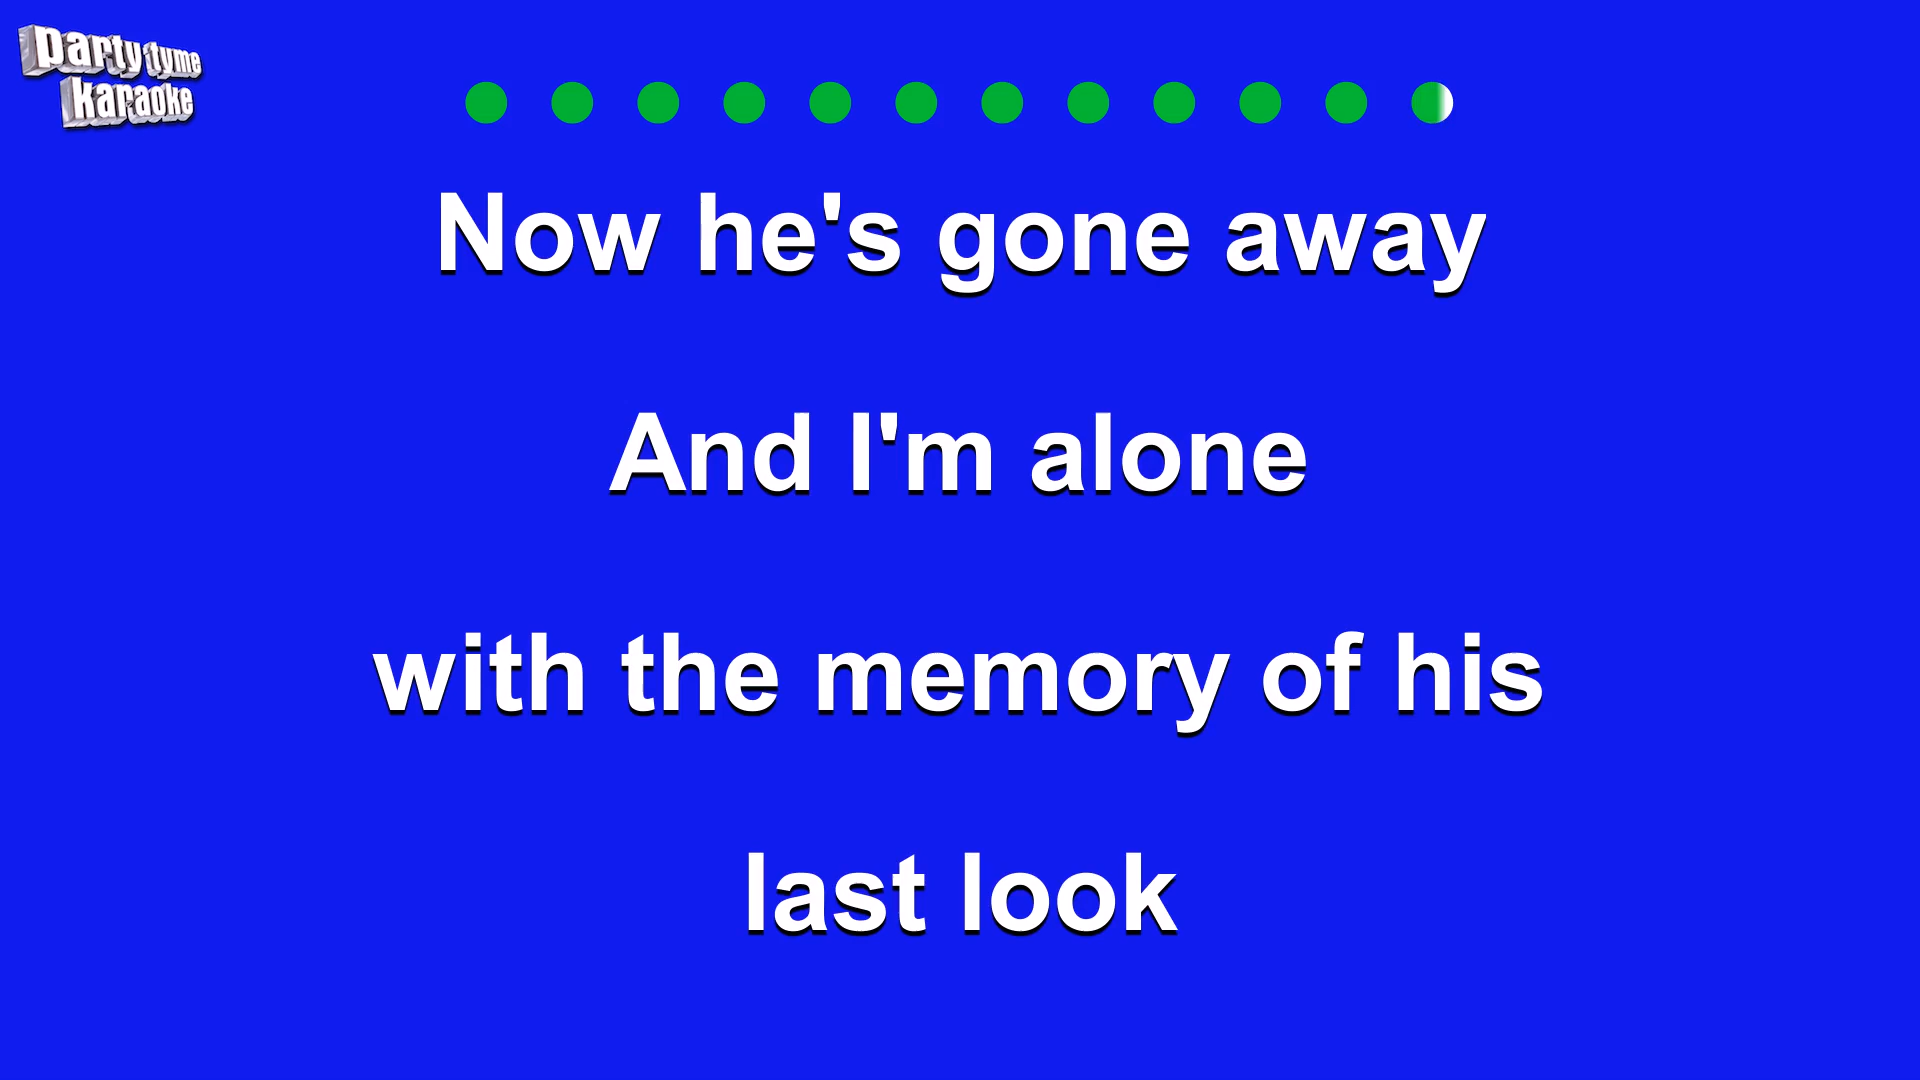 party tyme
karaoke
Now he's gone away
And I'm alone
with the memory of his
last look